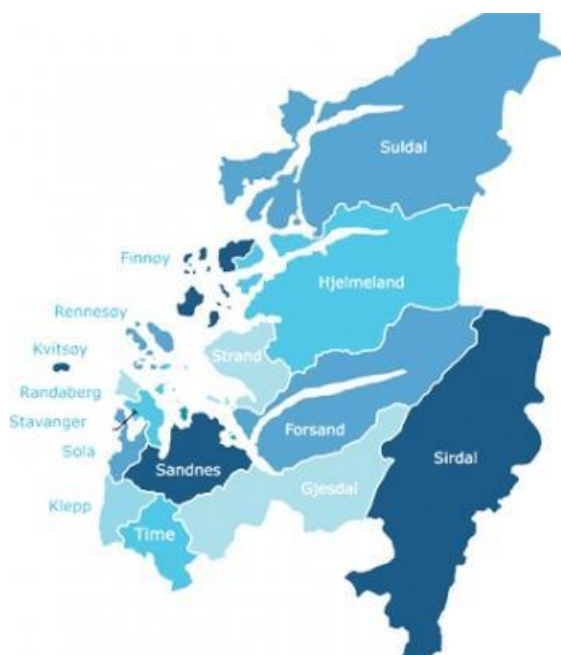 Suldal
Finnøy
Hjelmeland
Rennesøy
Kvitsøy
Strand
Randaberg
Stavanger
Forsand
Sola
Sandnes
Sirdal
Gjesdal
Klepp
Time